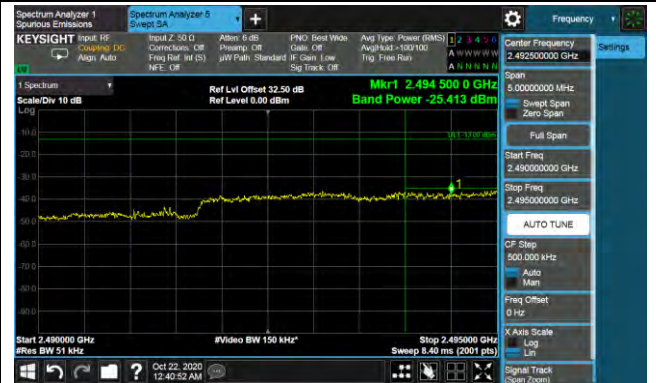 Spectrum Analyzer 1
Spurious Emissions
Spectrum Analyzer 5
Swept SA
Frequency
KEYSIGHT
Input: RF
Coupling: DC
Align: Auto
Input Z: 50 Ω
Corrections: Off
Freq Ref: Int (S)
NFE: Off
Atten: 6 dB
Preamp: Off
µW Path: Standard
PNO: Best Wide
Gate: Off
IF Gain: Low
Sig Track: Off
Avg Type: Power (RMS)
Avg|Hold:>100/100
Trig: Free Run
1 2 3 4 5 6
A W W W W W
A N N N N N
1 Spectrum
Scale/Div 10 dB
Log
Ref Lvl Offset 32.50 dB
Ref Level 0.00 dBm
Mkr1 2.494 500 0 GHz
Band Power -25.413 dBm
-10.0
-20.0
-30.0
-40.0
-50.0
-60.0
-70.0
-80.0
-90.0
DL1 -13.00 dBm
1
Start 2.490000 GHz
#Res BW 51 kHz
#Video BW 150 kHz*
Stop 2.495000 GHz
Sweep 8.40 ms (2001 pts)
Oct 22, 2020
12:40:52 AM
Center Frequency
2.492500000 GHz
Settings
Span
5.00000000 MHz
Swept Span
Zero Span
Full Span
Start Freq
2.490000000 GHz
Stop Freq
2.495000000 GHz
AUTO TUNE
CF Step
500.000 kHz
Auto
Man
Freq Offset
0 Hz
X Axis Scale
Log
Lin
Signal Track
(Span Zoom)